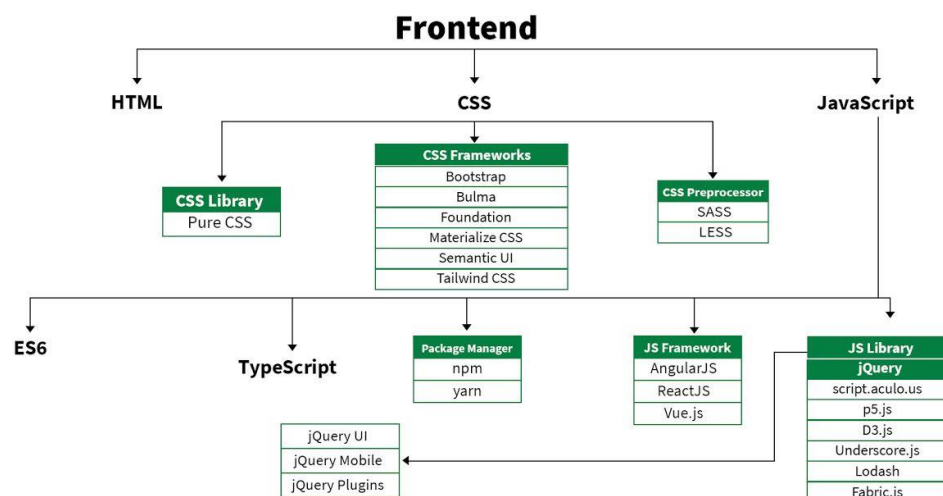 Frontend
HTML
CSS
JavaScript
CSS Library
Pure CSS
CSS Frameworks
Bootstrap
Bulma
Foundation
Materialize CSS
Semantic UI
Tailwind CSS
CSS Preprocessor
SASS
LESS
ES6
TypeScript
Package Manager
npm
yarn
JS Framework
AngularJS
ReactJS
Vue.js
JS Library
jQuery
script.aculo.us
p5.js
D3.js
Underscore.js
Lodash
Fabric.js
jQuery UI
jQuery Mobile
jQuery Plugins